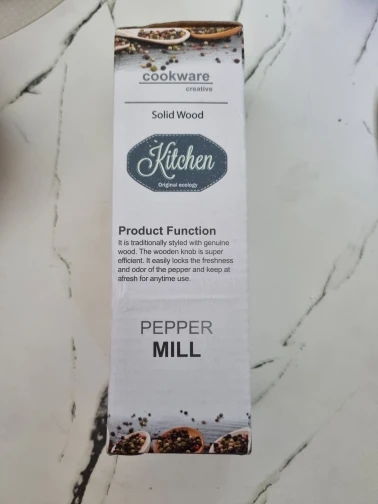 cookware
creative
Solid Wood
Kitchen
Original ecology
Product Function
It is traditionally styled with genuine
wood. The wooden knob is super
efficient. It easily locks the freshness
and odor of the pepper and keep at
afresh for anytime use.
PEPPER
MILL